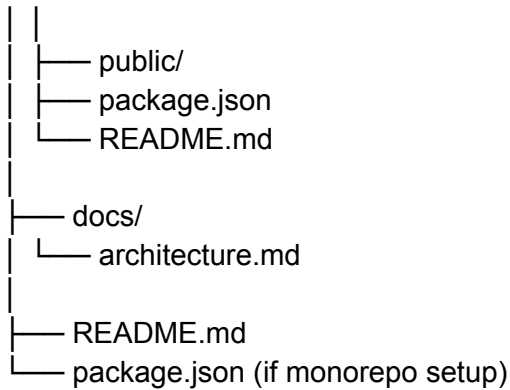 │ │
│ ├── public/
│ ├── package.json
│ └── README.md
│
├── docs/
│ └── architecture.md
│
├── README.md
└── package.json (if monorepo setup)